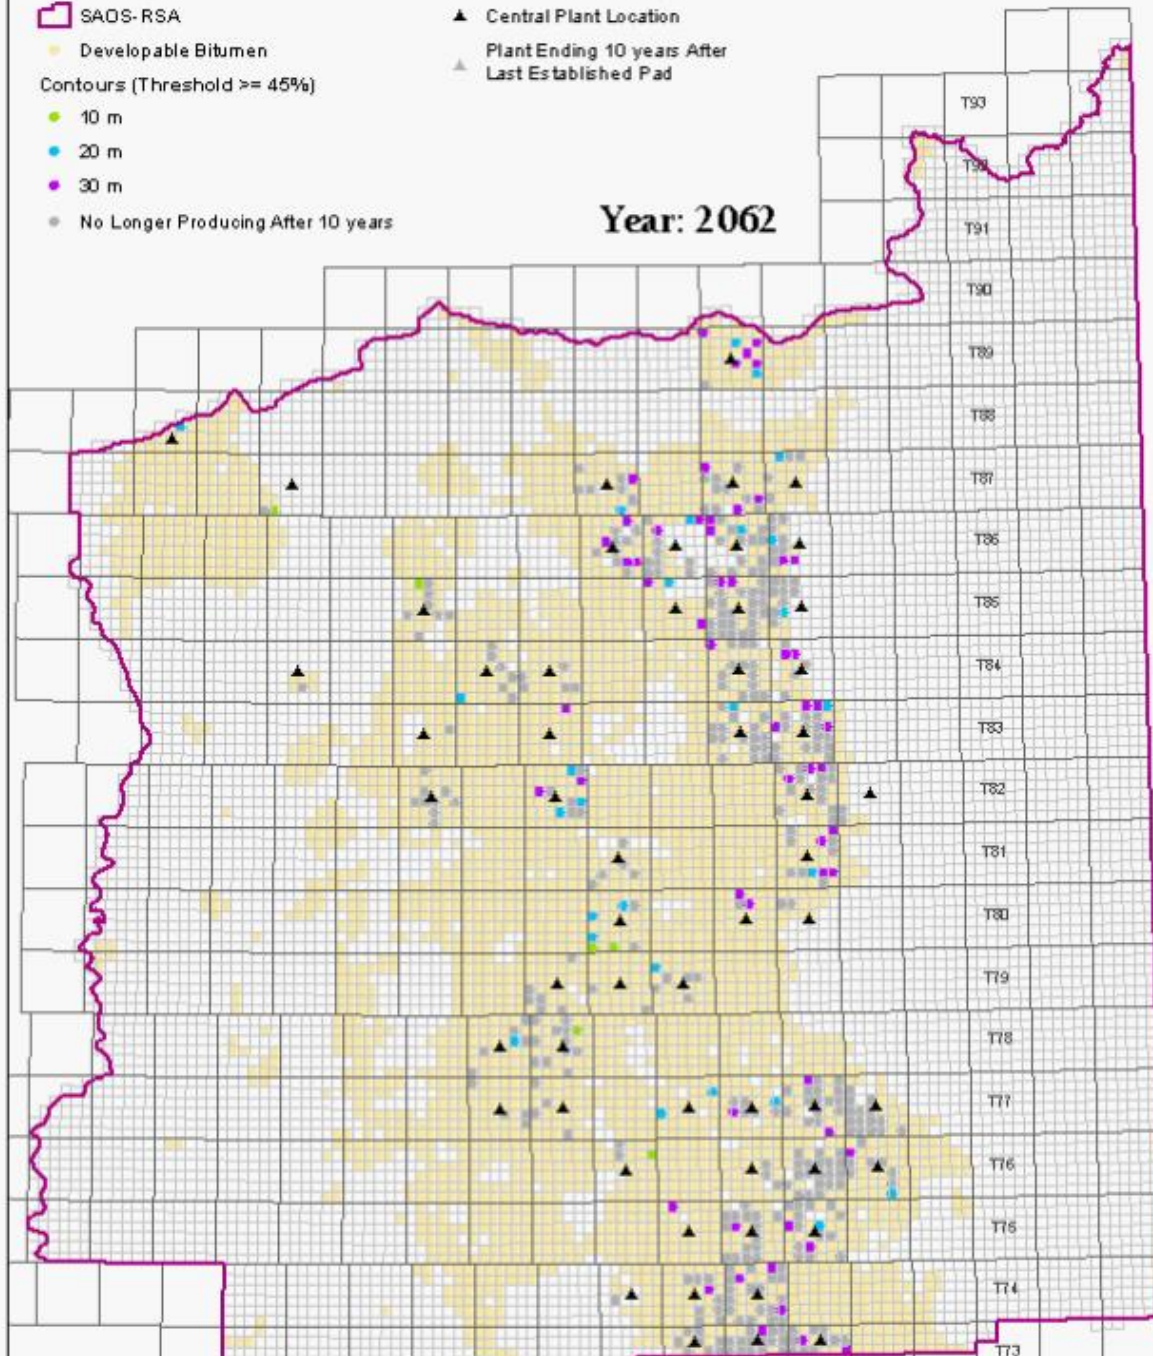 SAOS-RSA
Developable Bitumen
Contours (Threshold >= 45%)
10 m
20 m
30 m
No Longer Producing After 10 years
Central Plant Location
Plant Ending 10 years After
Last Established Pad
Year: 2062
T93
T92
T91
T90
T89
T88
T87
T86
T85
T84
T83
T82
T81
T80
T79
T78
T77
T76
T75
T74
T73